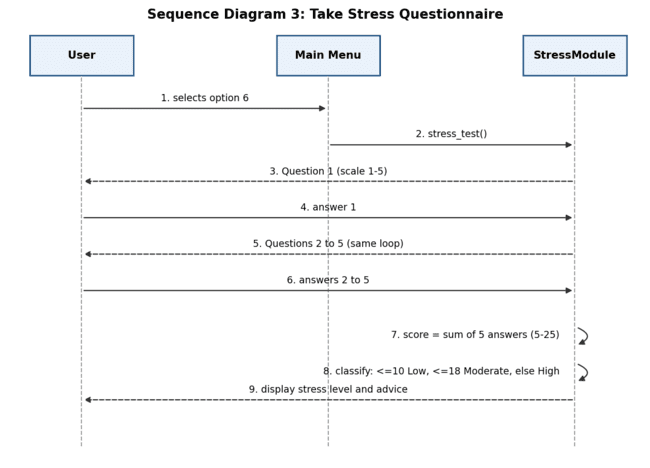 Sequence Diagram 3: Take Stress Questionnaire
User
Main Menu
StressModule
1. selects option 6
2. stress_test()
3. Question 1 (scale 1-5)
4. answer 1
5. Questions 2 to 5 (same loop)
6. answers 2 to 5
7. score = sum of 5 answers (5-25)
8. classify: <=10 Low, <=18 Moderate, else High
9. display stress level and advice